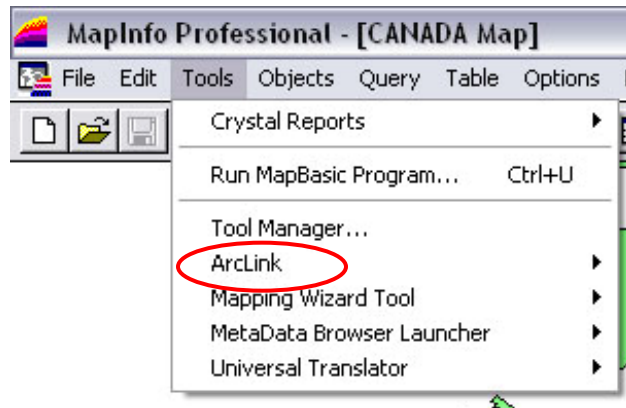 MapInfo Professional - [CANADA Map]
File Edit Tools Objects Query Table Options
Crystal Reports
Run MapBasic Program... Ctrl+U
Tool Manager...
ArcLink
Mapping Wizard Tool
MetaData Browser Launcher
Universal Translator